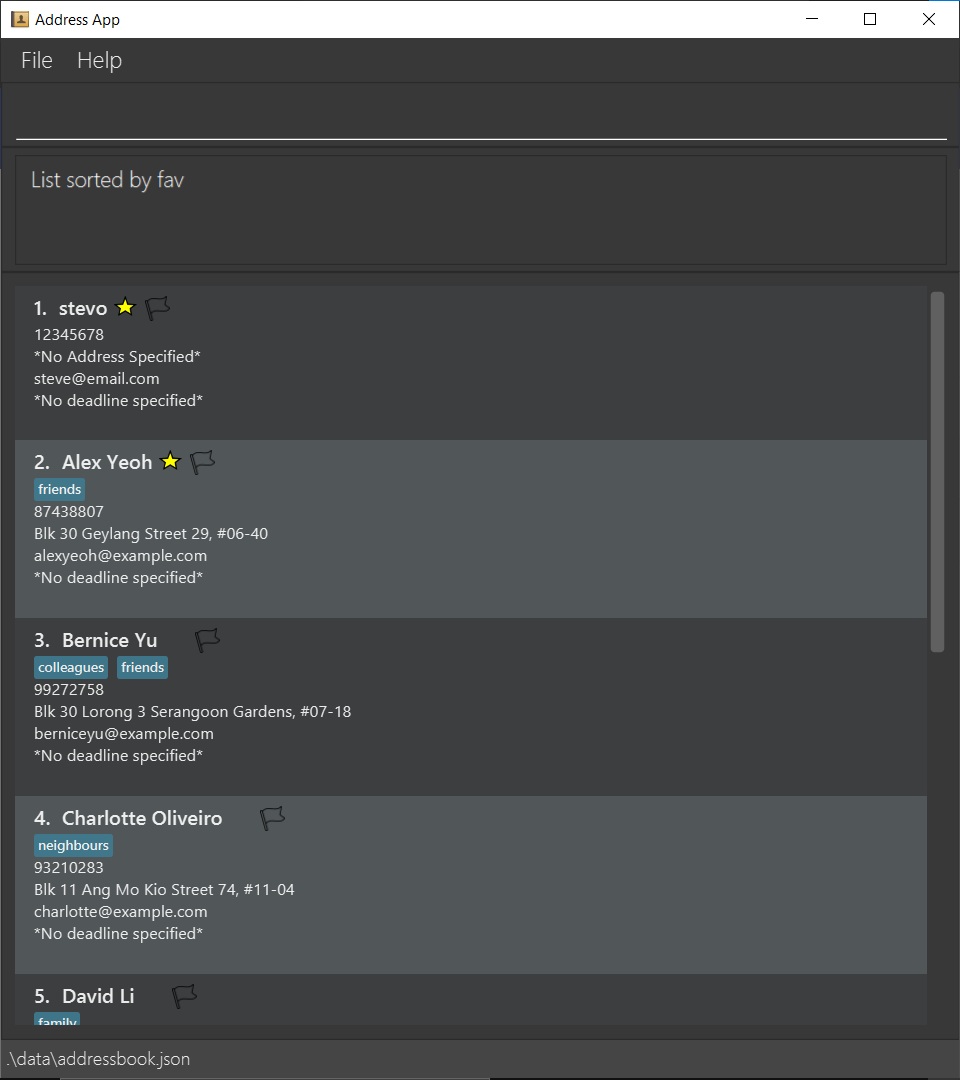 Address App
File Help
List sorted by fav
1. stevo
12345678
*No Address Specified*
steve@email.com
*No deadline specified*
2. Alex Yeoh
friends
87438807
Blk 30 Geylang Street 29, #06-40
alexyeoh@example.com
*No deadline specified*
3. Bernice Yu
colleagues friends
99272758
Blk 30 Lorong 3 Serangoon Gardens, #07-18
berniceyu@example.com
*No deadline specified*
4. Charlotte Oliveiro
neighbours
93210283
Blk 11 Ang Mo Kio Street 74, #11-04
charlotte@example.com
*No deadline specified*
5. David Li
family
.\data\addressbook.json